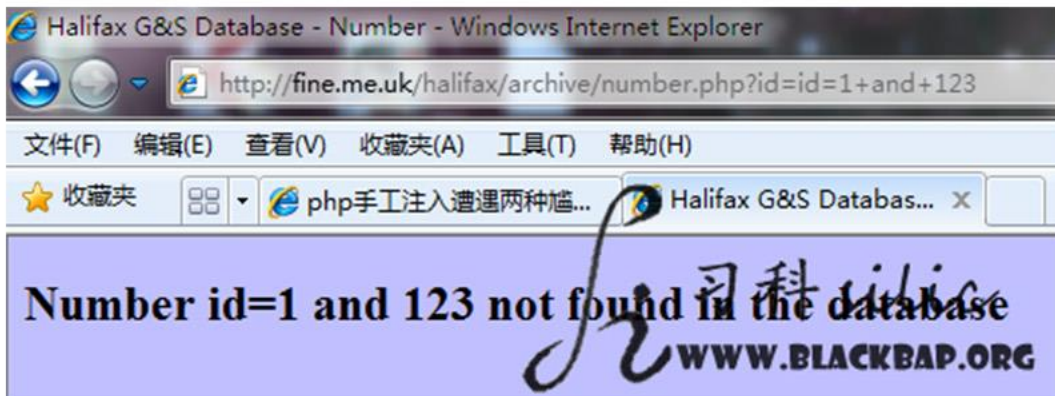 Halifax G&S Database - Number - Windows Internet Explorer
http://fine.me.uk/halifax/archive/number.php?id=id=1+and+123
文件(F) 编辑(E) 查看(V) 收藏夹(A) 工具(T) 帮助(H)
收藏夹 php手工注入遭遇两种尴... Halifax G&S Databas... X
Number id=1 and 123 not found in the database
习科
WWW.BLACKBAP.ORG